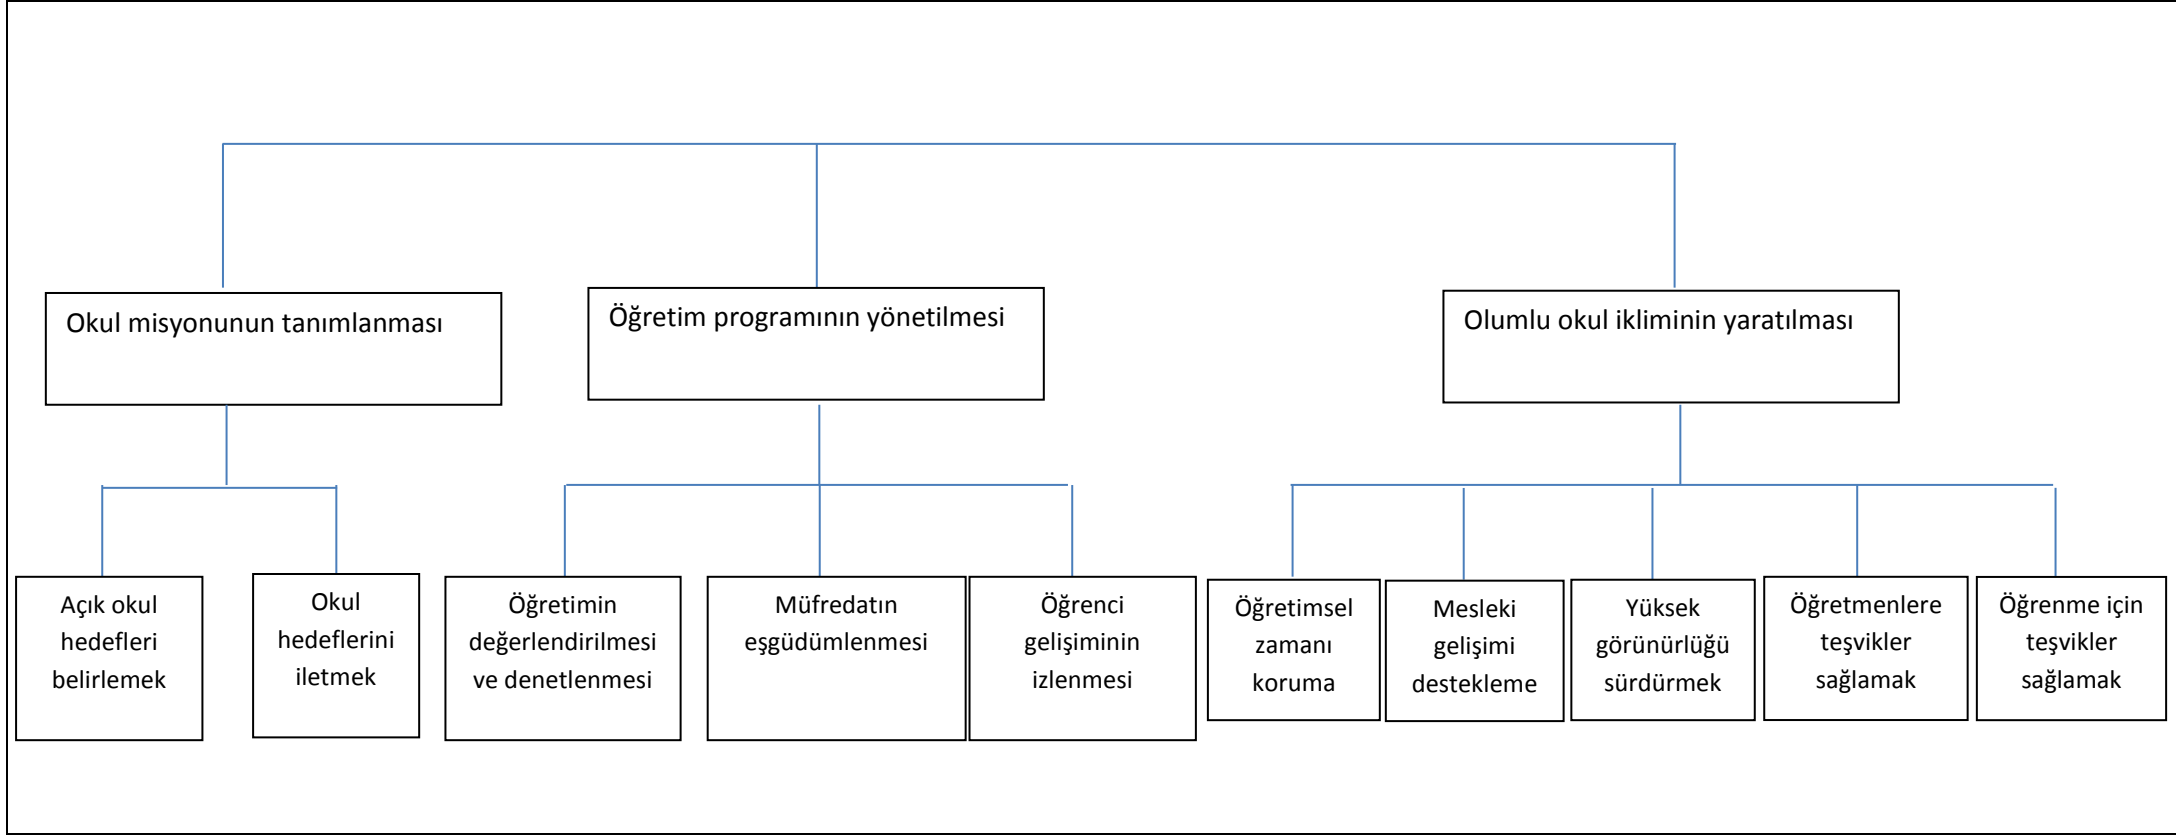 Okul misyonunun tanımlanması
Öğretim programının yönetilmesi
Olumlu okul ikliminin yaratılması
Açık okul
hedefleri
belirlemek
Okul
hedeflerini
iletmek
Öğretimin
değerlendirilmesi
ve denetlenmesi
Müfredatın
eşgüdümlenmesi
Öğrenci
gelişiminin
izlenmesi
Öğretimsel
zamanı
koruma
Mesleki
gelişimi
destekleme
Yüksek
görünürlüğü
sürdürmek
Öğretmenlere
teşvikler
sağlamak
Öğrenme için
teşvikler
sağlamak